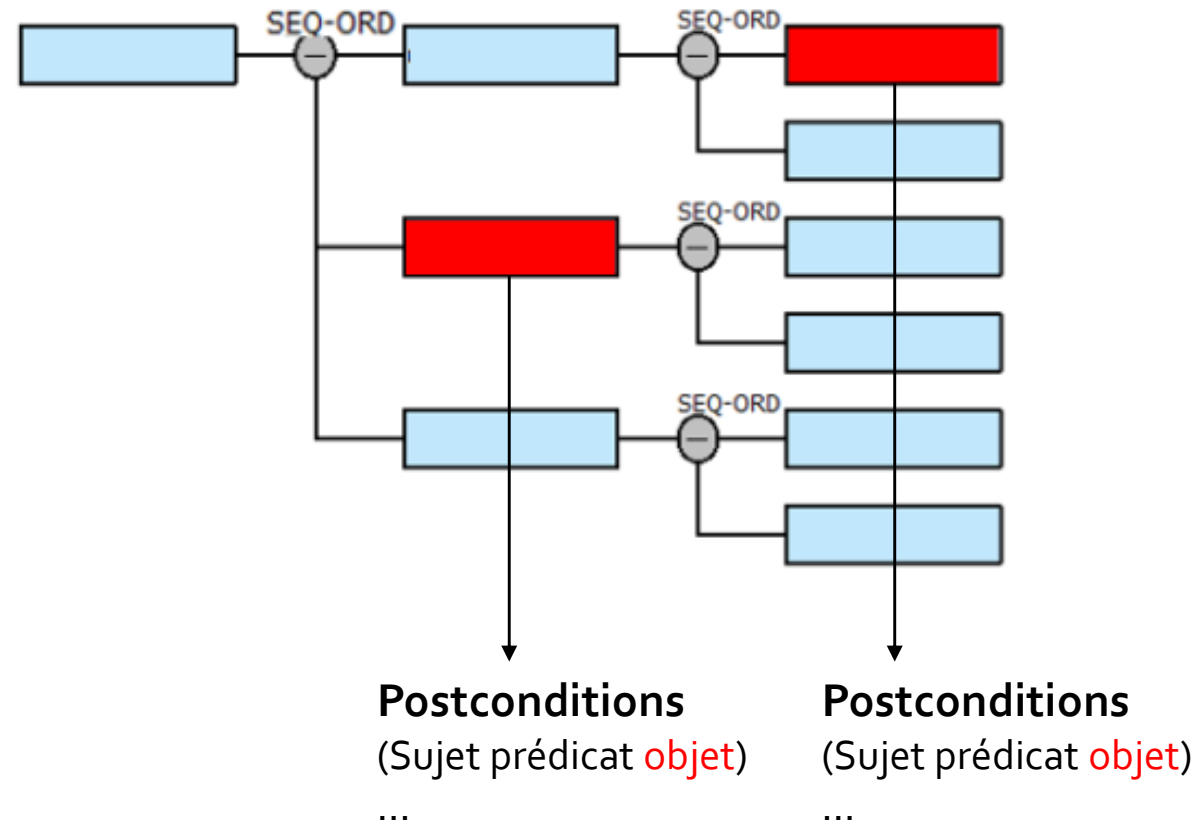 SEQ-ORD
SEQ-ORD
SEQ-ORD
SEQ-ORD
Postconditions
(Sujet prédicat objet)
...
Postconditions
(Sujet prédicat objet)
...